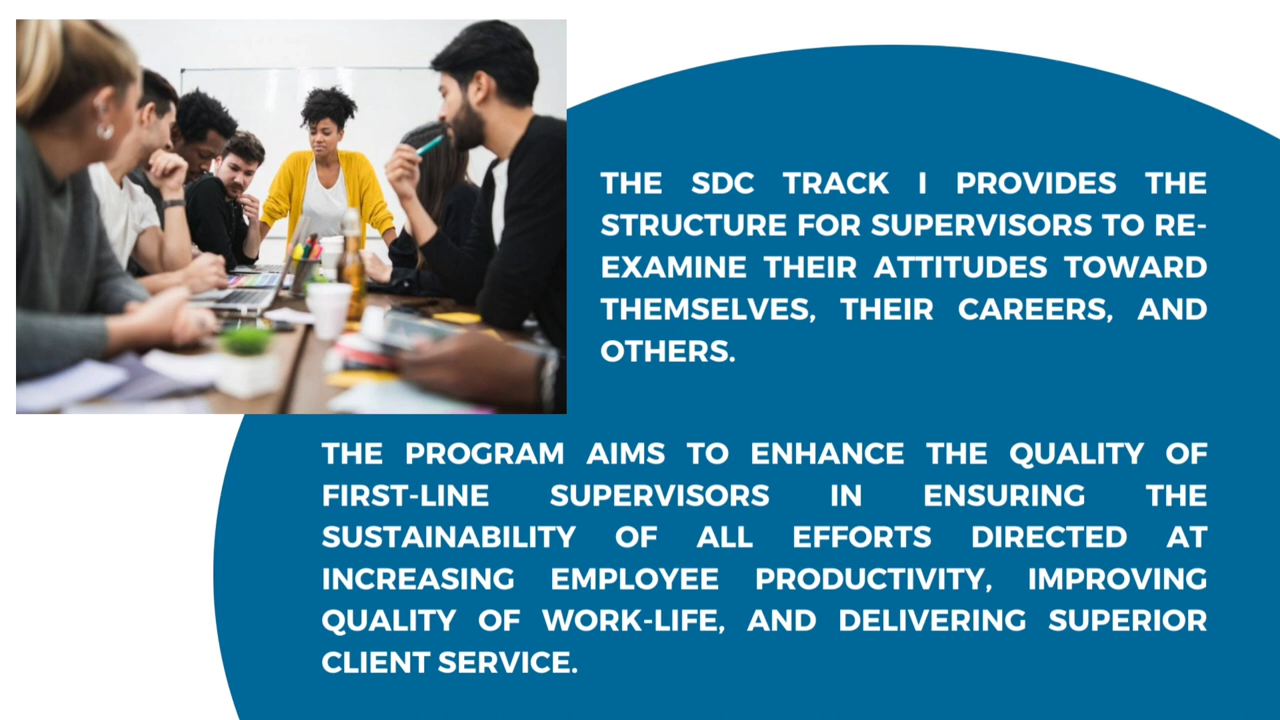 THE SDC TRACK I PROVIDES THE
STRUCTURE FOR SUPERVISORS TO RE-
EXAMINE THEIR ATTITUDES TOWARD
THEMSELVES, THEIR CAREERS, AND
OTHERS.
THE PROGRAM AIMS TO ENHANCE THE QUALITY OF
FIRST-LINE SUPERVISORS IN ENSURING THE
SUSTAINABILITY OF ALL EFFORTS DIRECTED AT
INCREASING EMPLOYEE PRODUCTIVITY, IMPROVING
QUALITY OF WORK-LIFE, AND DELIVERING SUPERIOR
CLIENT SERVICE.